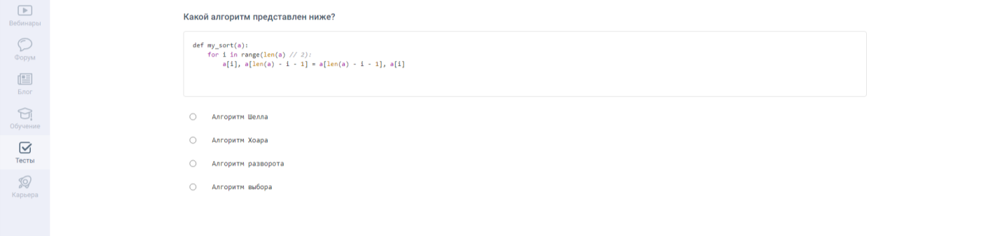 Вебинары
Форум
Блог
Обучение
Тесты
Карьера
Какой алгоритм представлен ниже?
def my_sort(a):
    for i in range(len(a) // 2):
        a[i], a[len(a) - i - 1] = a[len(a) - i - 1], a[i]
Алгоритм Шелла
Алгоритм Хоара
Алгоритм разворота
Алгоритм выбора